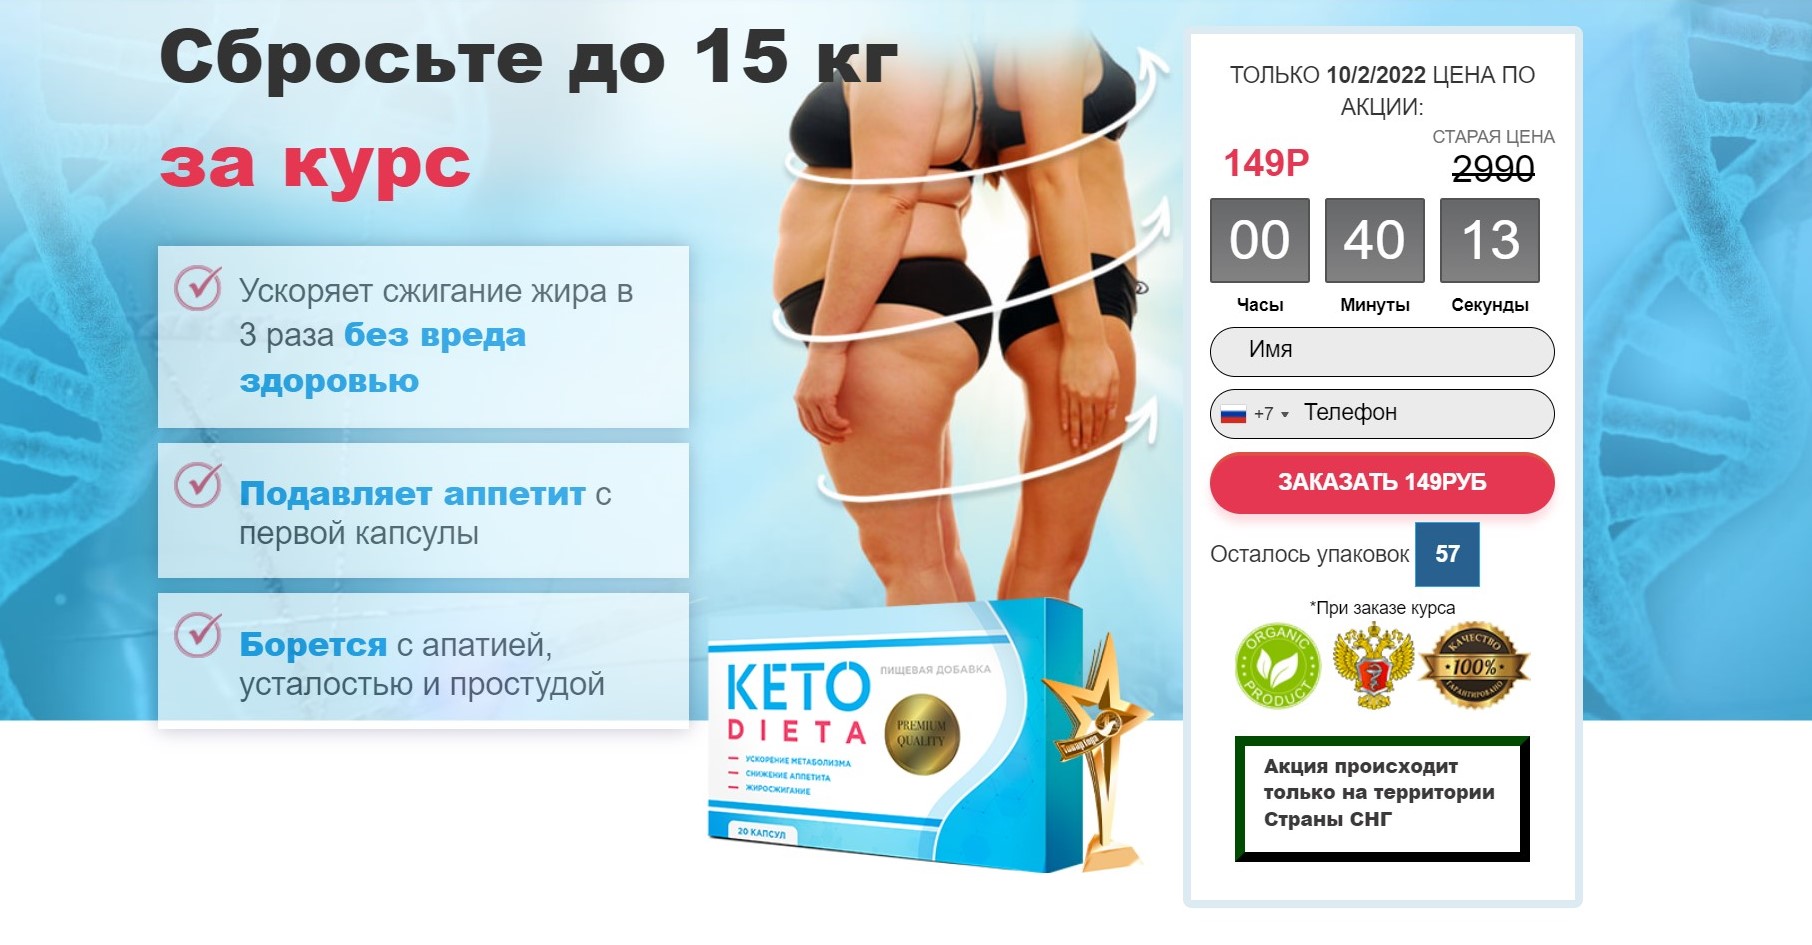 Сбросьте до 15 кг
за курс
Ускоряет сжигание жира в
3 раза без вреда
здоровью
Подавляет аппетит с
первой капсулы
Борется с апатией,
усталостью и простудой
KETO
DIETA
ПИЩЕВАЯ ДОБАВКА
PREMIUM
QUALITY
УСКОРЕНИЕ МЕТАБОЛИЗМА
СНИЖЕНИЕ АППЕТИТА
ЖИРОСЖИГАНИЕ
20 КАПСУЛ
Товар Года
ТОЛЬКО 10/2/2022 ЦЕНА ПО
АКЦИИ:
СТАРАЯ ЦЕНА
149Р
2990
00 40 13
Часы Минуты Секунды
Имя
+7 Телефон
ЗАКАЗАТЬ 149РУБ
Осталось упаковок 57
*При заказе курса
ORGANIC
PRODUCT
КАЧЕСТВО
100%
ГАРАНТИРОВАНО
Акция происходит
только на территории
Страны СНГ